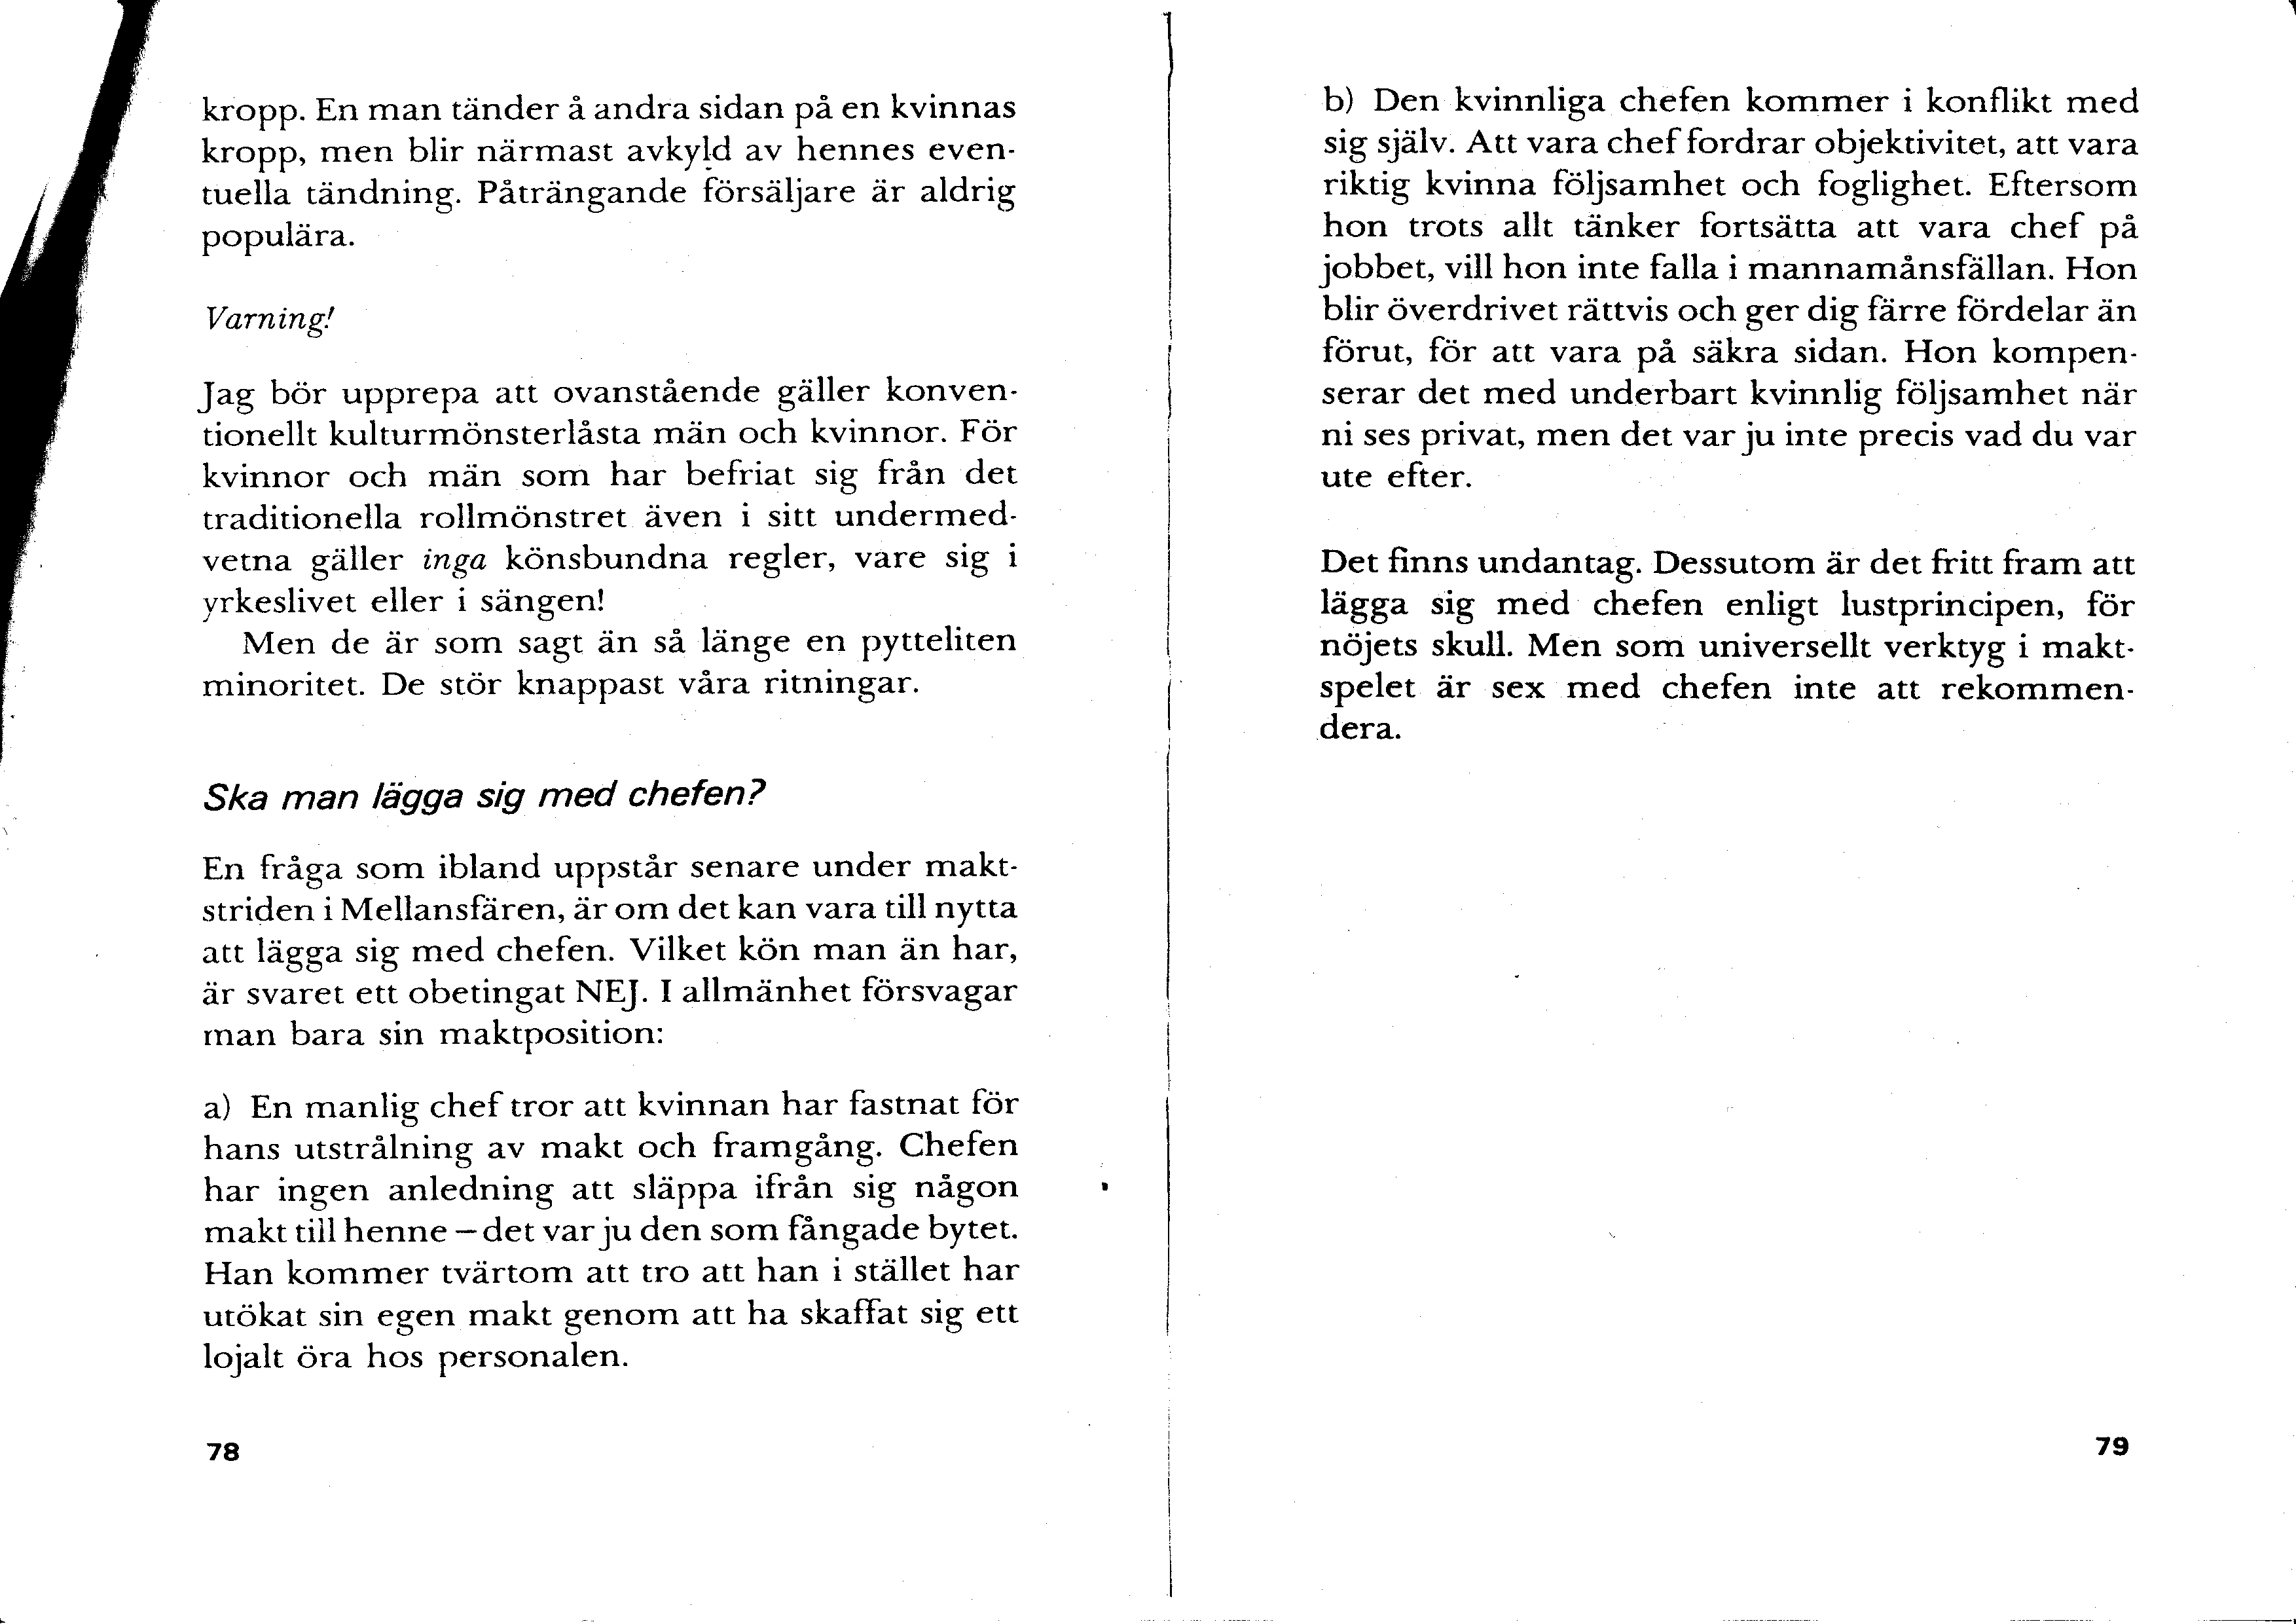 kropp. En man tänder å andra sidan på en kvinnas
kropp, men blir närmast avkyld av hennes even-
tuella tändning. Påträngande försäljare är aldrig
populära.
Varning!
Jag bör upprepa att ovanstående gäller konven-
tionellt kulturmönsterlåsta män och kvinnor. För
kvinnor och män som har befriat sig från det
traditionella rollmönstret även i sitt undermed-
vetna gäller inga könsbundna regler, vare sig i
yrkeslivet eller i sängen!
Men de är som sagt än så länge en pytteliten
minoritet. De stör knappast våra ritningar.
Ska man lägga sig med chefen?
En fråga som ibland uppstår senare under makt-
striden i Mellansfären, är om det kan vara till nytta
att lägga sig med chefen. Vilket kön man än har,
är svaret ett obetingat NEJ. I allmänhet försvagar
man bara sin maktposition:
a) En manlig chef tror att kvinnan har fastnat för
hans utstrålning av makt och framgång. Chefen
har ingen anledning att släppa ifrån sig någon
makt till henne – det var ju den som fångade bytet.
Han kommer tvärtom att tro att han i stället har
utökat sin egen makt genom att ha skaffat sig ett
lojalt öra hos personalen.
78
b) Den kvinnliga chefen kommer i konflikt med
sig själv. Att vara chef fordrar objektivitet, att vara
riktig kvinna följsamhet och foglighet. Eftersom
hon trots allt tänker fortsätta att vara chef på
jobbet, vill hon inte falla i mannamånsfällan. Hon
blir överdrivet rättvis och ger dig färre fördelar än
förut, för att vara på säkra sidan. Hon kompen-
serar det med underbart kvinnlig följsamhet när
ni ses privat, men det var ju inte precis vad du var
ute efter.
Det finns undantag. Dessutom är det fritt fram att
lägga sig med chefen enligt lustprincipen, för
nöjets skull. Men som universellt verktyg i makt-
spelet är sex med chefen inte att rekommen-
dera.
79